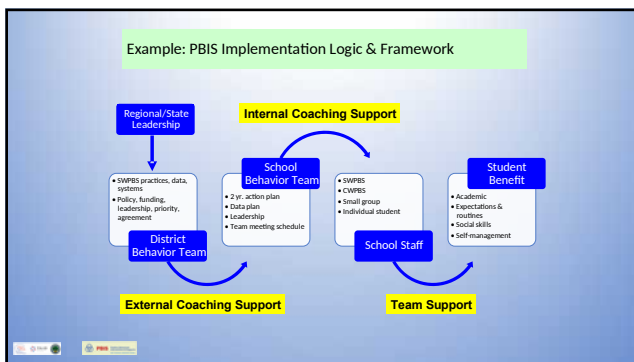 Example: PBIS Implementation Logic & Framework
Regional/State
Leadership
Internal Coaching Support
• SWPBS practices, data,
systems
• Policy, funding,
leadership, priority,
agreement
District
Behavior Team
School
Behavior Team
• 2 yr. action plan
• Data plan
• Leadership
• Team meeting schedule
• SWPBS
• CWPBS
• Small group
• Individual student
School Staff
Student
Benefit
• Academic
• Expectations &
routines
• Social skills
• Self-management
External Coaching Support
Team Support
PBIS